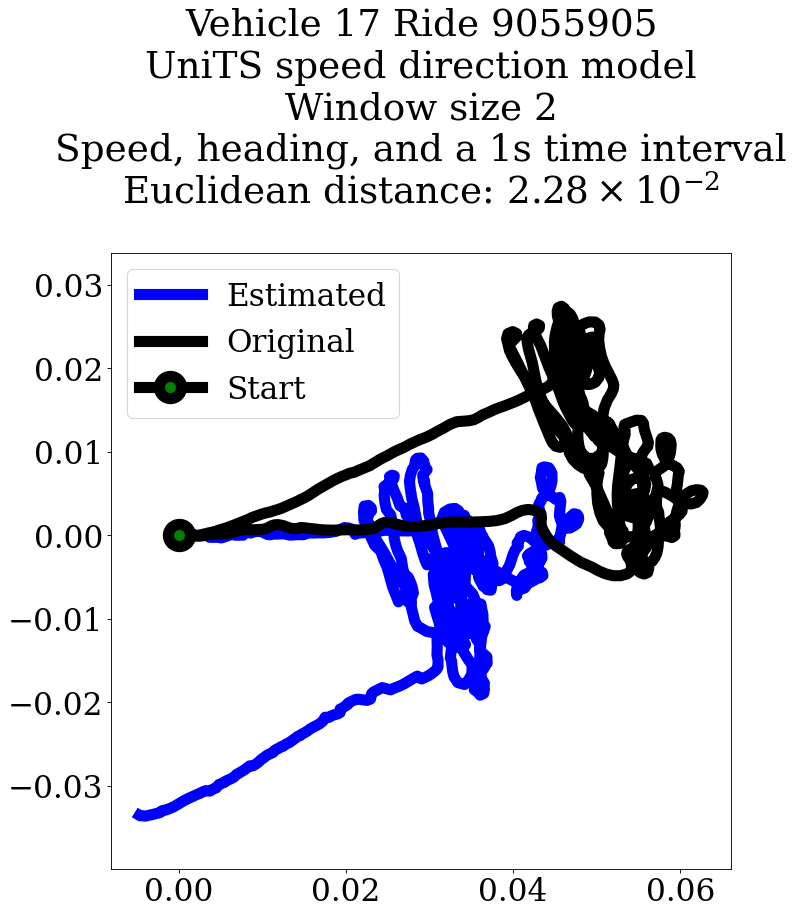 Vehicle 17 Ride 9055905
UniTS speed direction model
Window size 2
Speed, heading, and a 1s time interval
Euclidean distance: 2.28 × 10⁻²
Estimated
Original
Start
0.03
0.02
0.01
0.00
−0.01
−0.02
−0.03
0.00 0.02 0.04 0.06